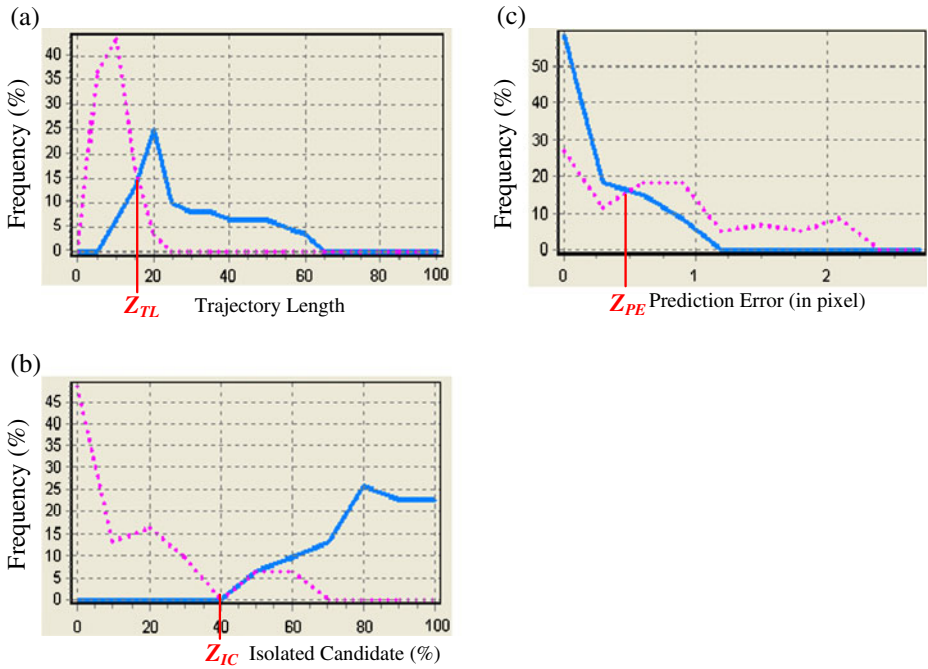 (a)
Frequency (%)
40
35
30
25
20
15
10
5
0
0 20 40 60 80 100
Z_TL Trajectory Length
(c)
Frequency (%)
50
40
30
20
10
0
0 1 2
Z_PE Prediction Error (in pixel)
(b)
Frequency (%)
45
40
35
30
25
20
15
10
5
0
0 20 40 60 80 100
Z_IC Isolated Candidate (%)